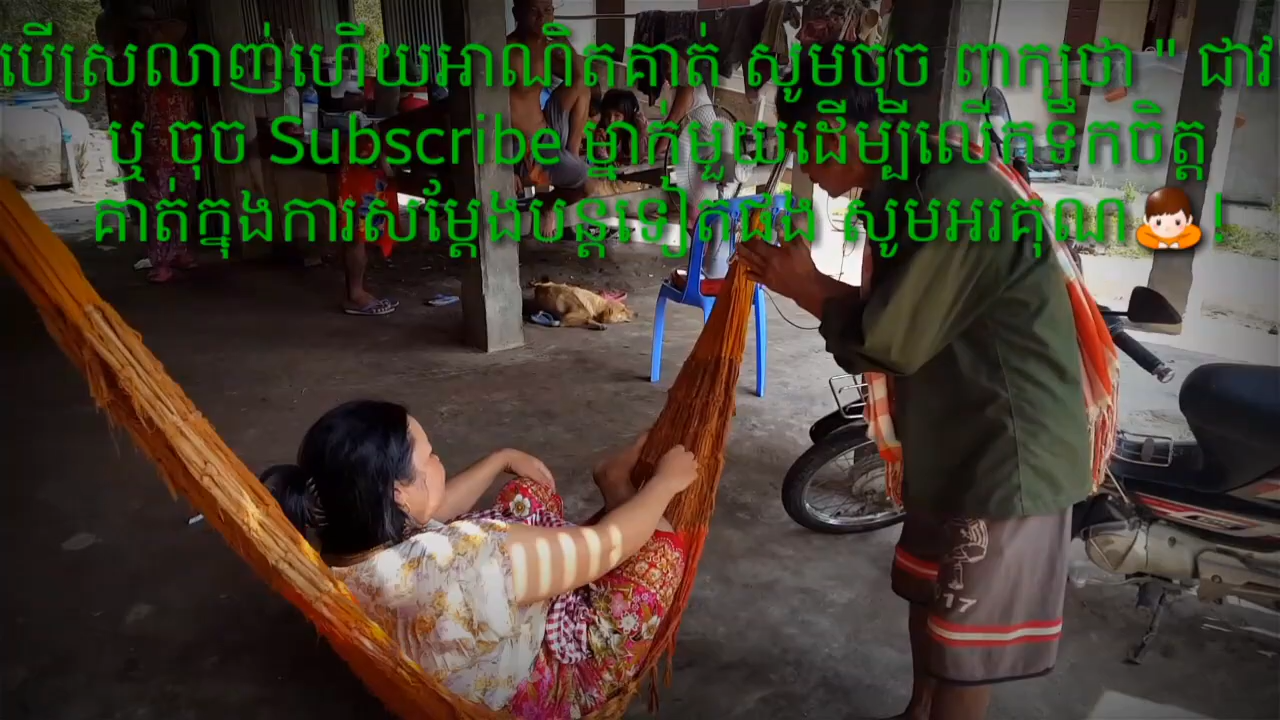 បើស្រលាញ់ហើយអាណិតគាត់ សូមចុច ពាក្យថា " ជាវ
ឬ ចុច Subscribe ម្នាក់មួយដើម្បីលើកទឹកចិត្ត
គាត់ក្នុងការសម្ដែងបន្តទៀតផង សូមអរគុណ🙇 !
17